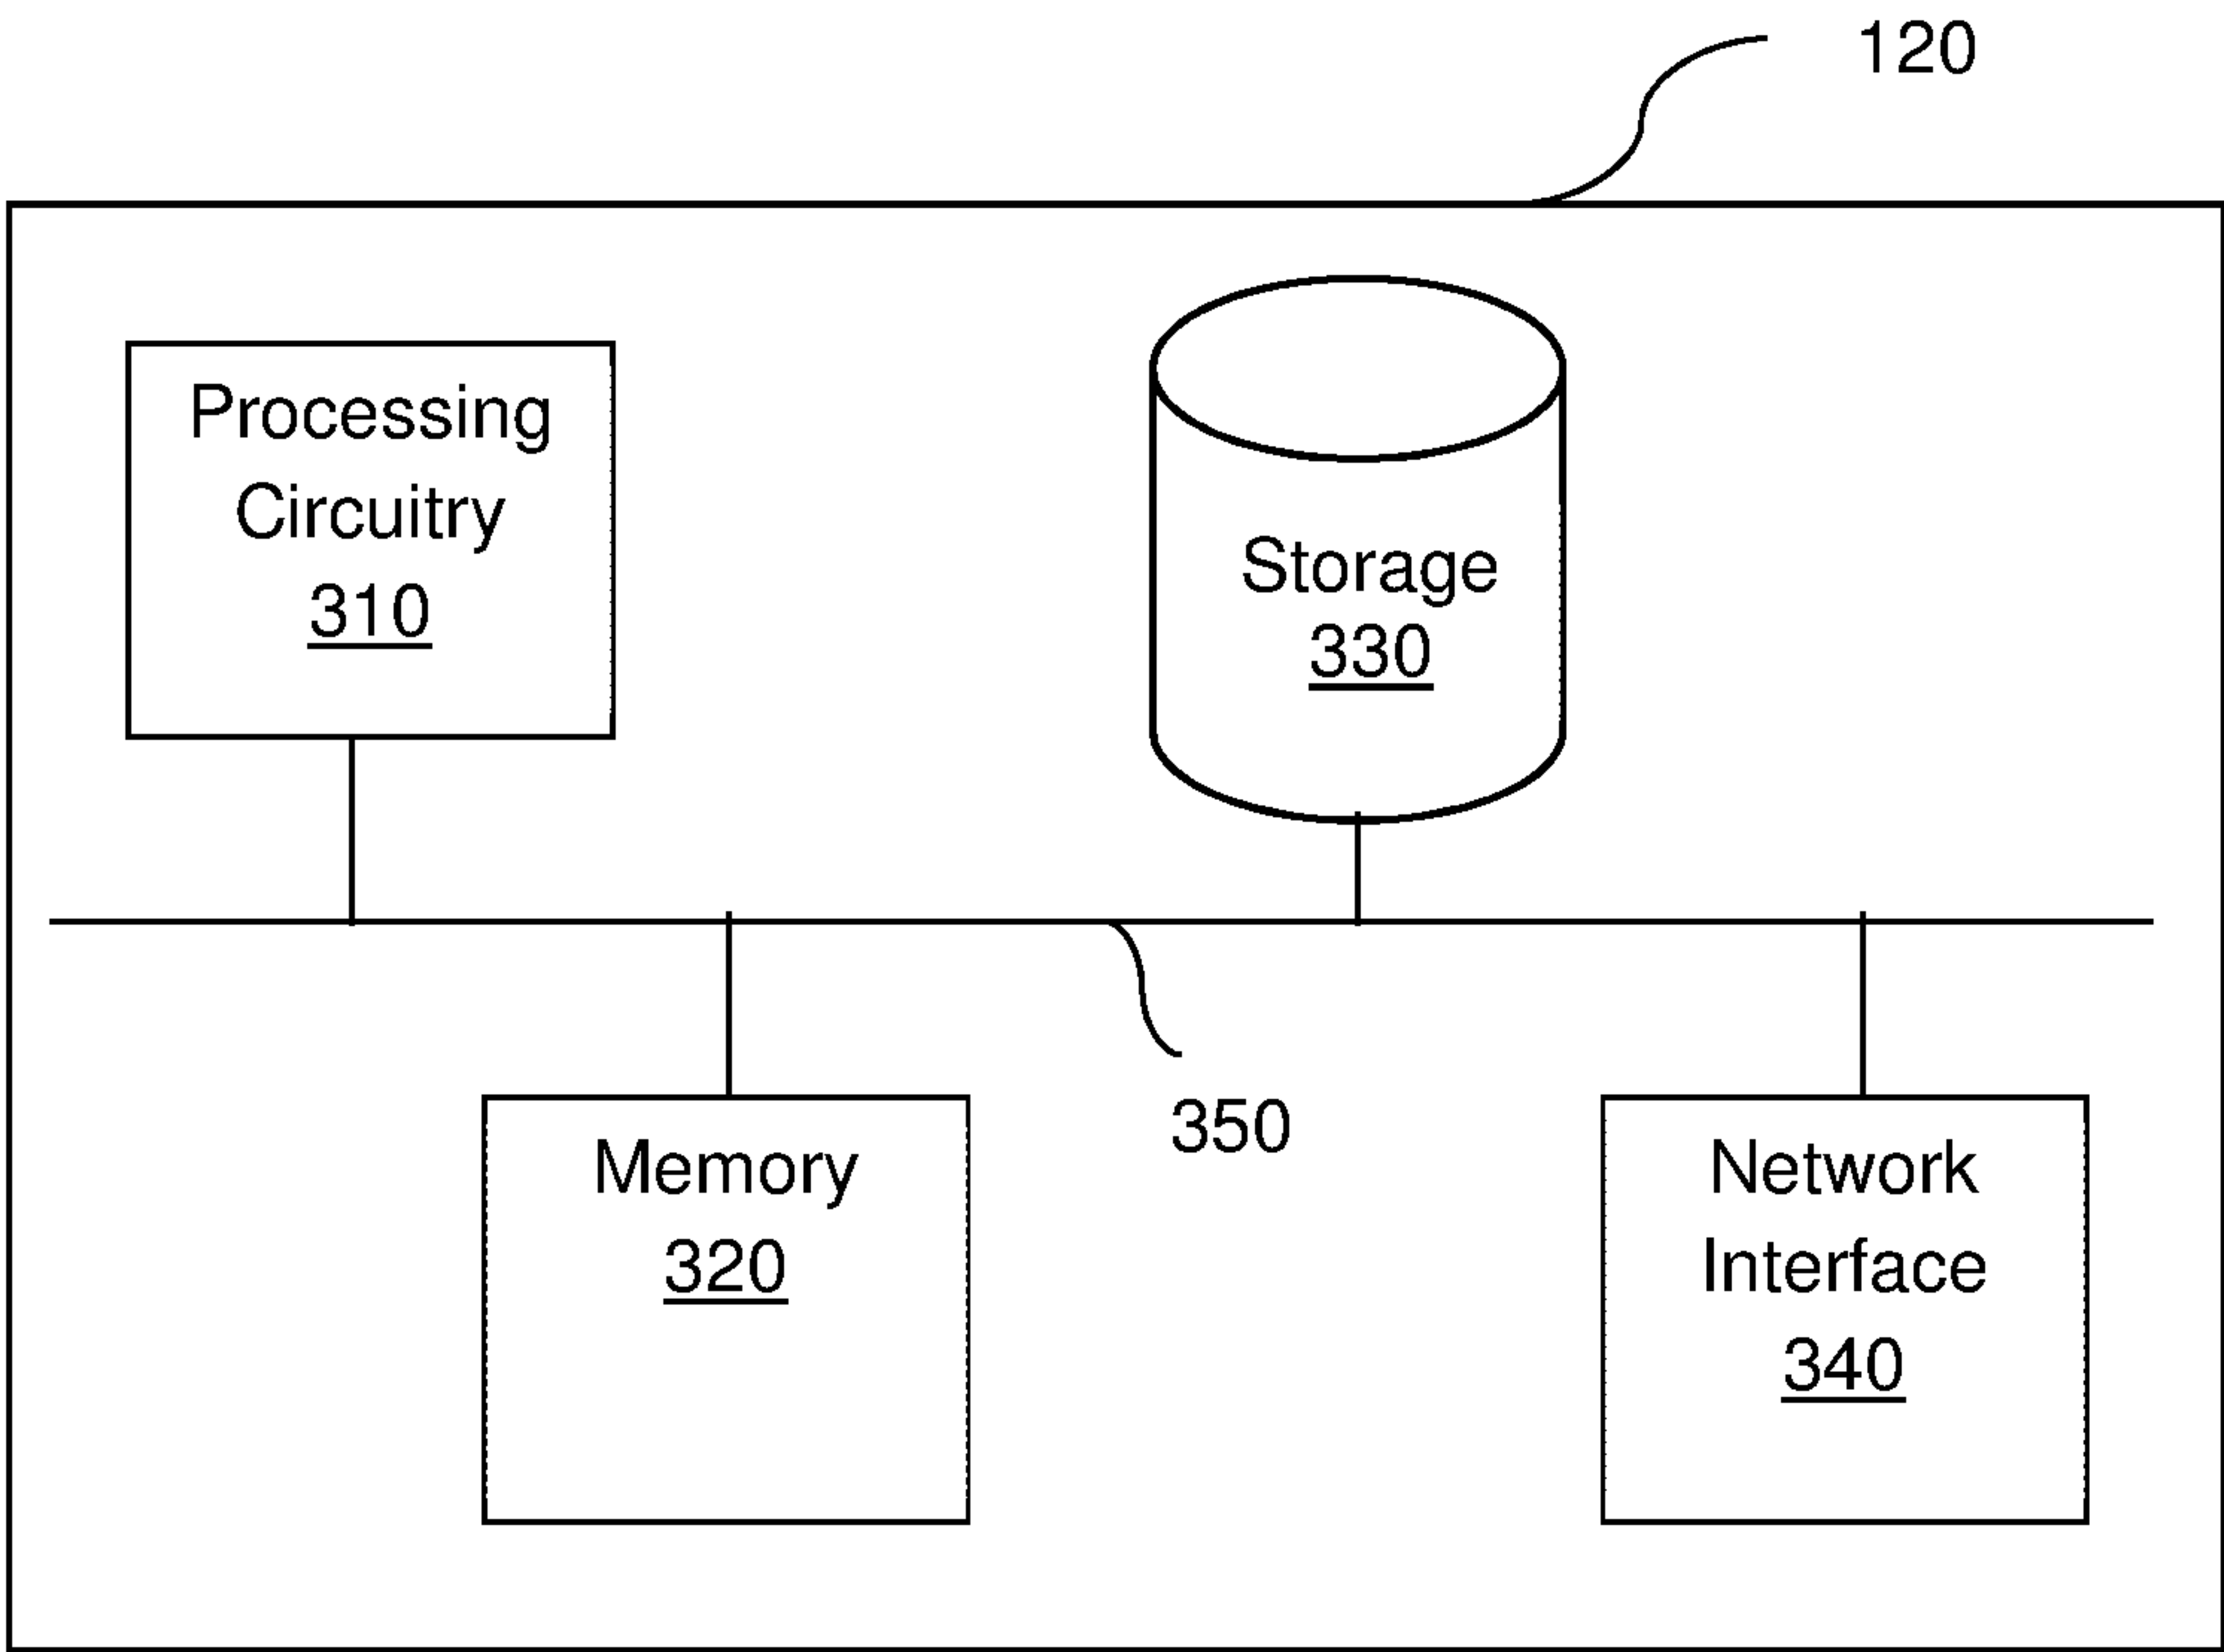 120
Processing
Circuitry
310
Storage
330
350
Memory
320
Network
Interface
340